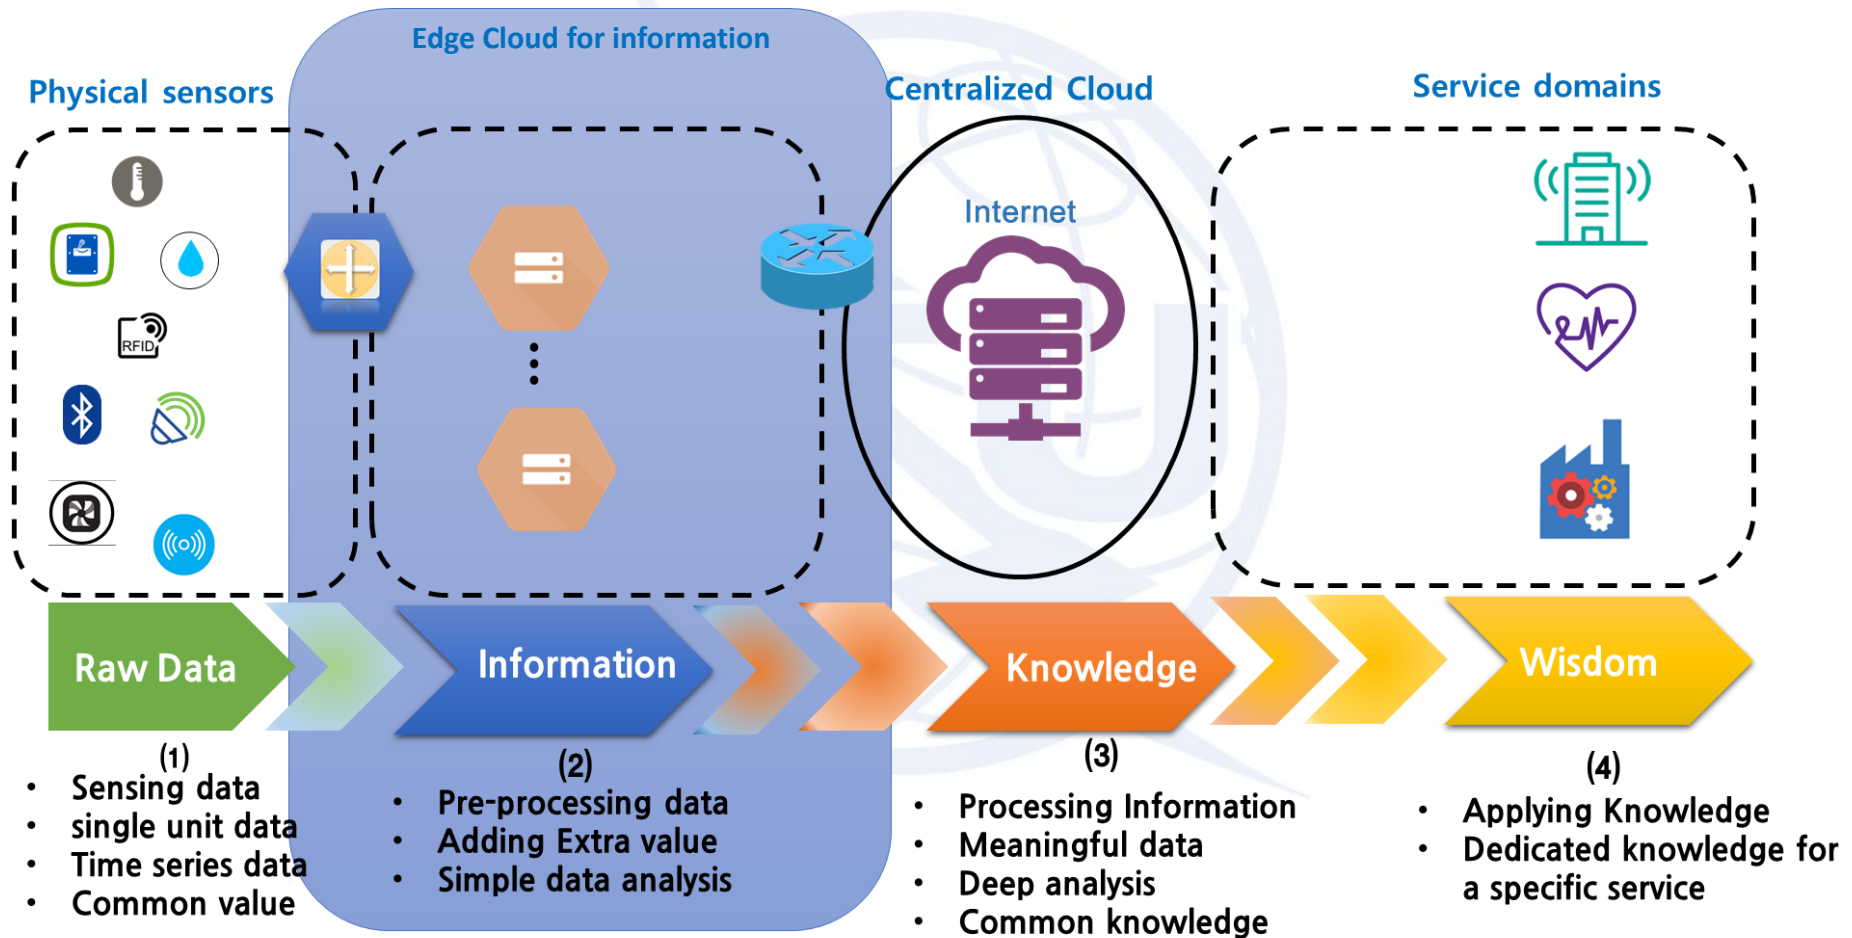 Edge Cloud for information
Physical sensors
Centralized Cloud
Service domains
Internet
RFID
Raw Data
Information
Knowledge
Wisdom
(1)
• Sensing data
• single unit data
• Time series data
• Common value
(2)
• Pre-processing data
• Adding Extra value
• Simple data analysis
(3)
• Processing Information
• Meaningful data
• Deep analysis
• Common knowledge
(4)
• Applying Knowledge
• Dedicated knowledge for
a specific service